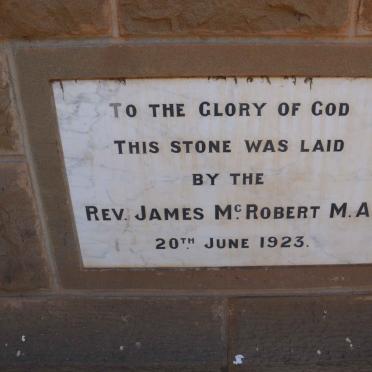 TO THE GLORY OF GOD
THIS STONE WAS LAID
BY THE
REV. JAMES MCROBERT M.A
20TH JUNE 1923.